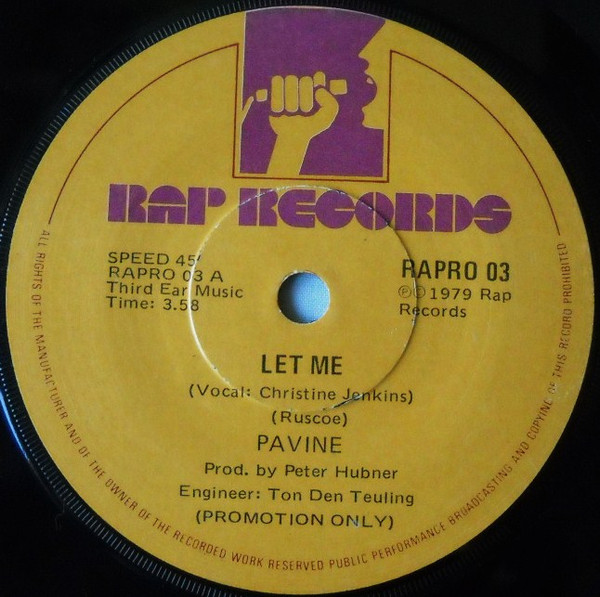 RAP RECORDS
SPEED 45'
RAPRO 03 A
Third Ear Music
Time: 3.58
RAPRO 03
Ⓟ©1979 Rap
Records
LET ME
(Vocal: Christine Jenkins)
(Ruscoe)
PAVINE
Prod. by Peter Hubner
Engineer: Ton Den Teuling
(PROMOTION ONLY)
ALL RIGHTS OF THE MANUFACTURER AND OF THE OWNER OF THE RECORDED WORK RESERVED PUBLIC PERFORMANCE BROADCASTING AND COPYING OF THIS RECORD PROHIBITED